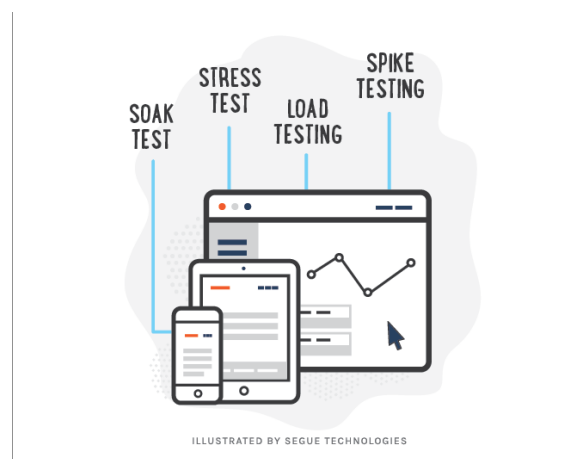 SPIKE
TESTING
STRESS
TEST
LOAD
TESTING
SOAK
TEST
ILLUSTRATED BY SEGUE TECHNOLOGIES